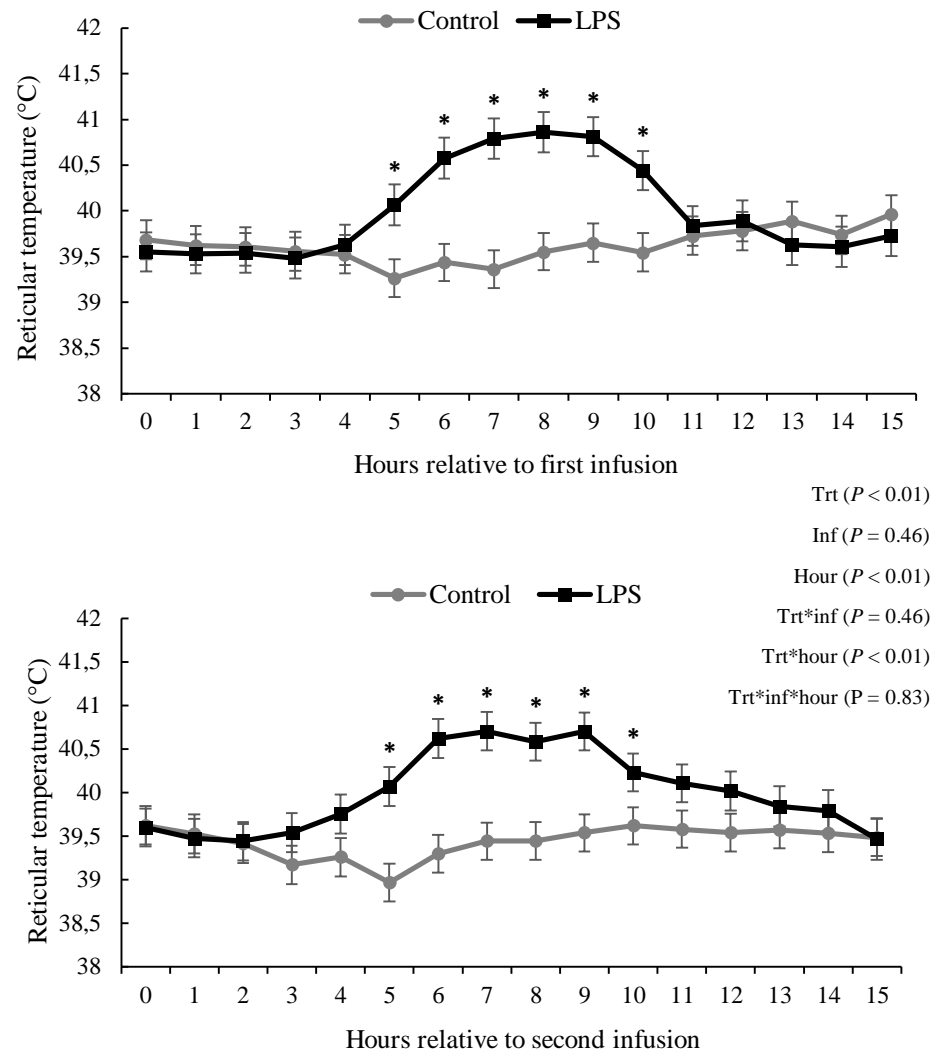 Control LPS
42
41,5
41
40,5
40
39,5
39
38,5
38
Reticular temperature (°C)
* * * * * *
0 1 2 3 4 5 6 7 8 9 10 11 12 13 14 15
Hours relative to first infusion
Trt (P < 0.01)
Inf (P = 0.46)
Hour (P < 0.01)
Trt*inf (P = 0.46)
Trt*hour (P < 0.01)
Trt*inf*hour (P = 0.83)
Control LPS
42
41,5
41
40,5
40
39,5
39
38,5
38
Reticular temperature (°C)
* * * * * *
0 1 2 3 4 5 6 7 8 9 10 11 12 13 14 15
Hours relative to second infusion